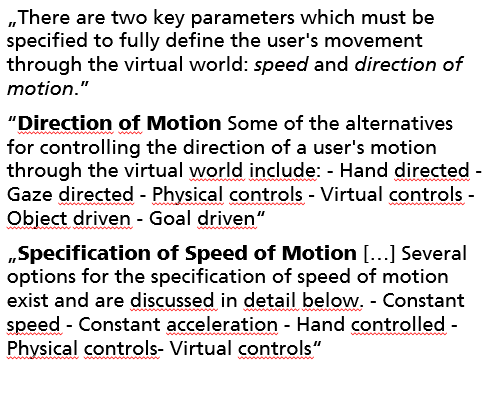 „There are two key parameters which must be
specified to fully define the user's movement
through the virtual world: speed and direction of
motion.”
“Direction of Motion Some of the alternatives
for controlling the direction of a user's motion
through the virtual world include: - Hand directed -
Gaze directed - Physical controls - Virtual controls -
Object driven - Goal driven“
„Specification of Speed of Motion […] Several
options for the specification of speed of motion
exist and are discussed in detail below. - Constant
speed - Constant acceleration - Hand controlled -
Physical controls- Virtual controls“